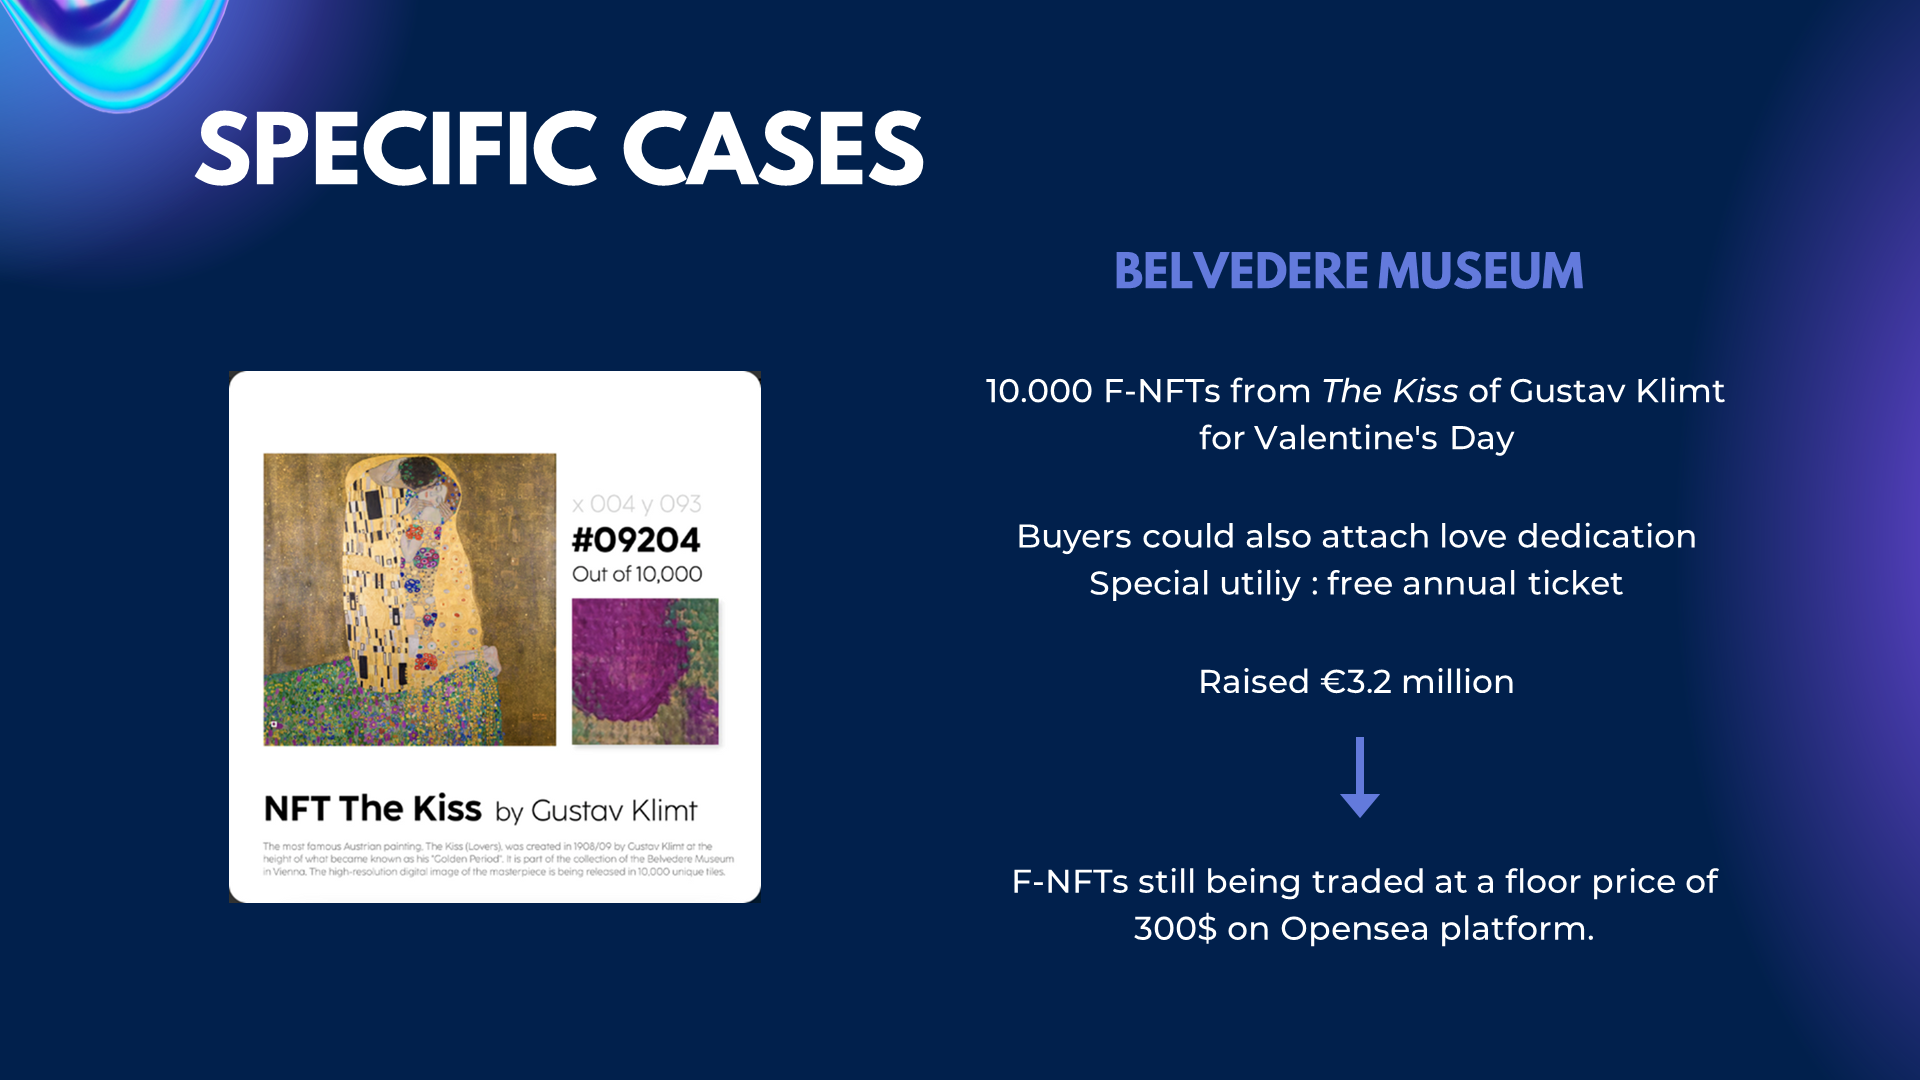 SPECIFIC CASES
BELVEDERE MUSEUM
10.000 F-NFTs from The Kiss of Gustav Klimt
for Valentine's Day
Buyers could also attach love dedication
Special utiliy : free annual ticket
Raised €3.2 million
F-NFTs still being traded at a floor price of
300$ on Opensea platform.
x 004 y 093
#09204
Out of 10,000
NFT The Kiss by Gustav Klimt
The most famous Austrian painting, The Kiss (Lovers), was created in 1908/09 by Gustav Klimt at the
height of what became known as his "Golden Period". It is part of the collection of the Belvedere Museum
in Vienna. The high-resolution digital image of the masterpiece is being released in 10,000 unique tiles.